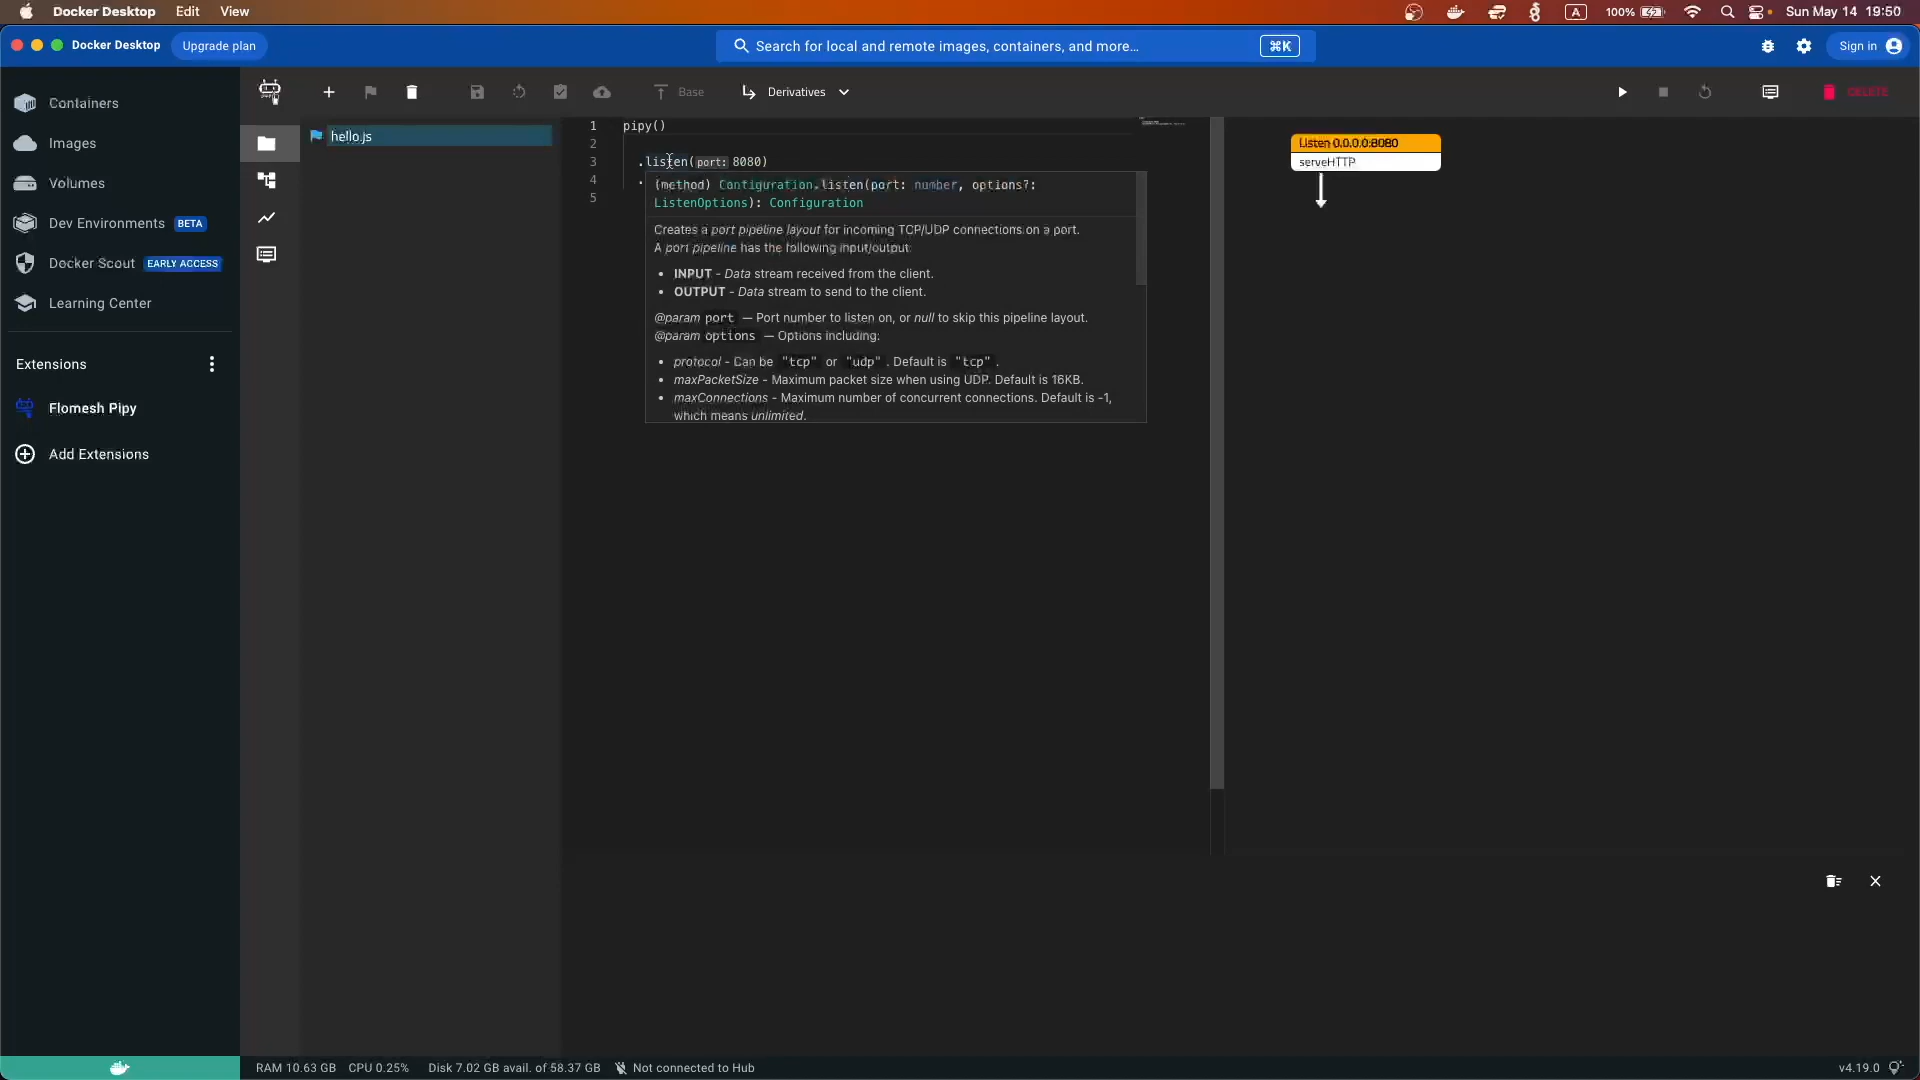 Docker Desktop Edit View
A 100% Sun May 14 19:50
Docker Desktop Upgrade plan
Search for local and remote images, containers, and more...
⌘K
Sign in
Containers
Images
Volumes
Dev Environments BETA
Docker Scout EARLY ACCESS
Learning Center
Extensions
Flomesh Pipy
Add Extensions
Base
Derivatives
DELETE
hello.js
1 pipy()
2
3 .listen(port: 8080)
4 .
5
(method) Configuration.listen(port: number, options?:
ListenOptions): Configuration
Creates a port pipeline layout for incoming TCP/UDP connections on a port.
A port pipeline has the following input/output
• INPUT - Data stream received from the client.
• OUTPUT - Data stream to send to the client.
@param port — Port number to listen on, or null to skip this pipeline layout.
@param options — Options including:
• protocol - Can be "tcp" or "udp". Default is "tcp".
• maxPacketSize - Maximum packet size when using UDP. Default is 16KB.
• maxConnections - Maximum number of concurrent connections. Default is -1,
which means unlimited.
Listen 0.0.0.0:8080
serveHTTP
RAM 10.63 GB CPU 0.25% Disk 7.02 GB avail. of 58.37 GB Not connected to Hub
v4.19.0